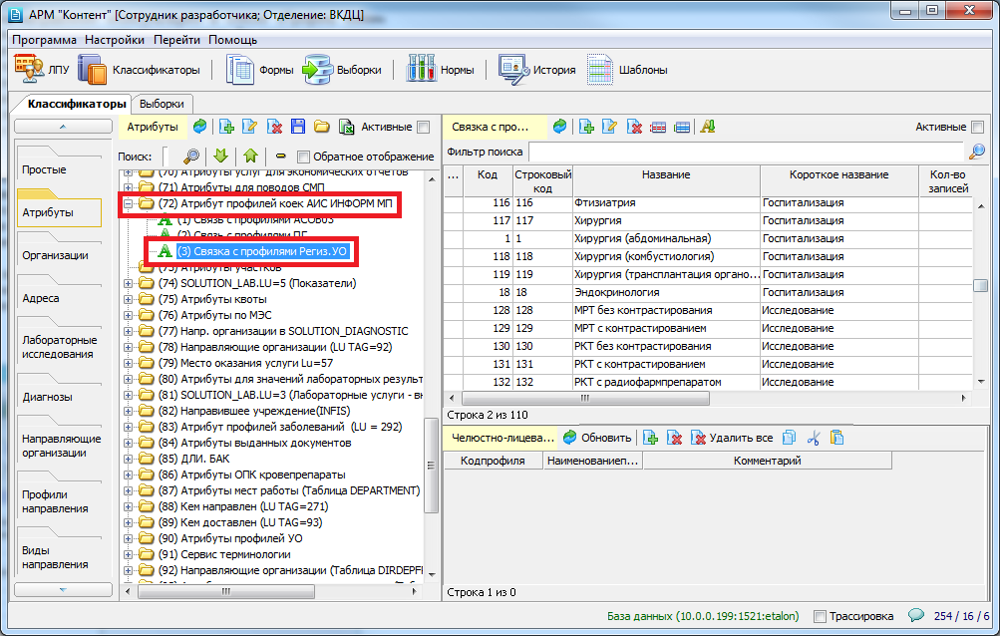 АРМ "Контент" [Сотрудник разработчика; Отделение: ВКДЦ]
Программа Настройки Перейти Помощь
ЛПУ Классификаторы Формы Выборки Нормы История Шаблоны
Классификаторы Выборки
Простые
Атрибуты
Организации
Адреса
Лабораторные
исследования
Диагнозы
Направляющие
организации
Профили
направления
Виды
направления
Атрибуты Активные
Поиск: Обратное отображение
(70) Атрибуты услуг для экономических отчетов
(71) Атрибуты для поводов СМП
(72) Атрибут профилей коек АИС ИНФОРМ МП
(1) Связь с профилями АСОВ03
(2) Связь с профилями ПГ
(3) Связка с профилями Региз.УО
(73) Атрибуты участков
(74) SOLUTION_LAB.LU=5 (Показатели)
(75) Атрибуты квоты
(76) Атрибуты по МЭС
(77) Напр. организации в SOLUTION_DIAGNOSTIC
(78) Направляющие организации (LU TAG=92)
(79) Место оказания услуги Lu=57
(80) Атрибуты для значений лабораторных результ
(81) SOLUTION_LAB.LU=3 (Лабораторные услуги - вн
(82) Направившее учреждение(INFIS)
(83) Атрибут профилей заболеваний (LU = 292)
(84) Атрибуты выданных документов
(85) ДЛИ. БАК
(86) Атрибуты ОПК кровепрепараты
(87) Атрибуты мест работы (Таблица DEPARTMENT)
(88) Кем направлен (LU TAG=271)
(89) Кем доставлен (LU TAG=93)
(90) Атрибуты профилей УО
(91) Сервис терминологии
(92) Направляющие организации (Таблица DIRDEPFI
Связка с про... Активные
Фильтр поиска
... Код Строковый код Название Короткое название Кол-во записей
116 116 Фтизиатрия Госпитализация
117 117 Хирургия Госпитализация
1 1 Хирургия (абдоминальная) Госпитализация
118 118 Хирургия (комбустиология) Госпитализация
119 119 Хирургия (трансплантация органо... Госпитализация
18 18 Эндокринология Госпитализация
128 128 МРТ без контрастирования Исследование
129 129 МРТ с контрастированием Исследование
130 130 РКТ без контрастирования Исследование
131 131 РКТ с контрастированием Исследование
132 132 РКТ с радиофармпрепаратом Исследование
Строка 2 из 110
Челюстно-лицева... Обновить Удалить все
Кодпрофиля Наименованиеп... Комментарий
Строка 1 из 0
База данных (10.0.0.199:1521:etalon) Трассировка 254 / 16 / 6